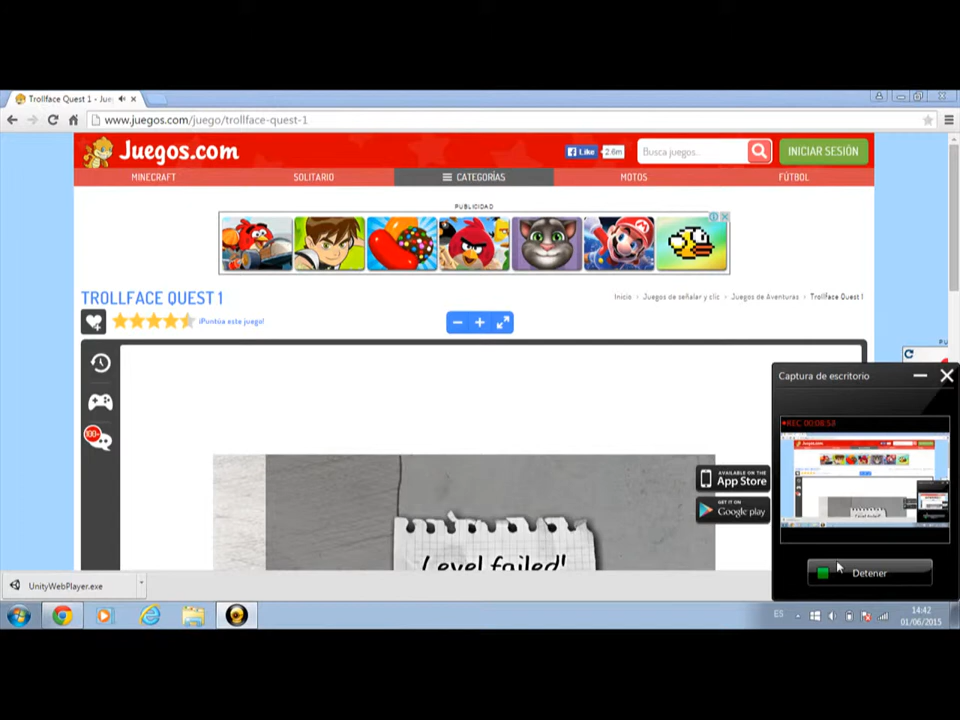 Trollface Quest 1 - Jue
www.juegos.com/juego/trollface-quest-1
Juegos.com
Like
2.6m
Busca juegos..
INICIAR SESIÓN
MINECRAFT
SOLITARIO
CATEGORÍAS
MOTOS
FÚTBOL
PUBLICIDAD
TROLLFACE QUEST 1
Inicio > Juegos de señalar y clic > Juegos de Aventuras > Trollface Quest 1
¡Puntúa este juego!
100+
Captura de escritorio
REC 00:08:58
AVAILABLE ON THE
App Store
GET IT ON
Google play
Level failed!
Detener
UnityWebPlayer.exe
ES
14:42
01/06/2015